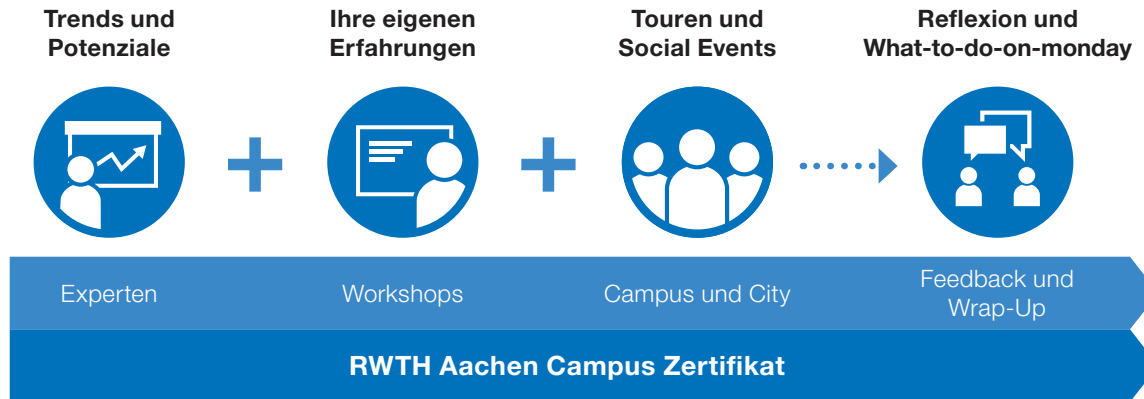 Trends und
Potenziale
Ihre eigenen
Erfahrungen
Touren und
Social Events
Reflexion und
What-to-do-on-monday
Experten
Workshops
Campus und City
Feedback und
Wrap-Up
RWTH Aachen Campus Zertifikat